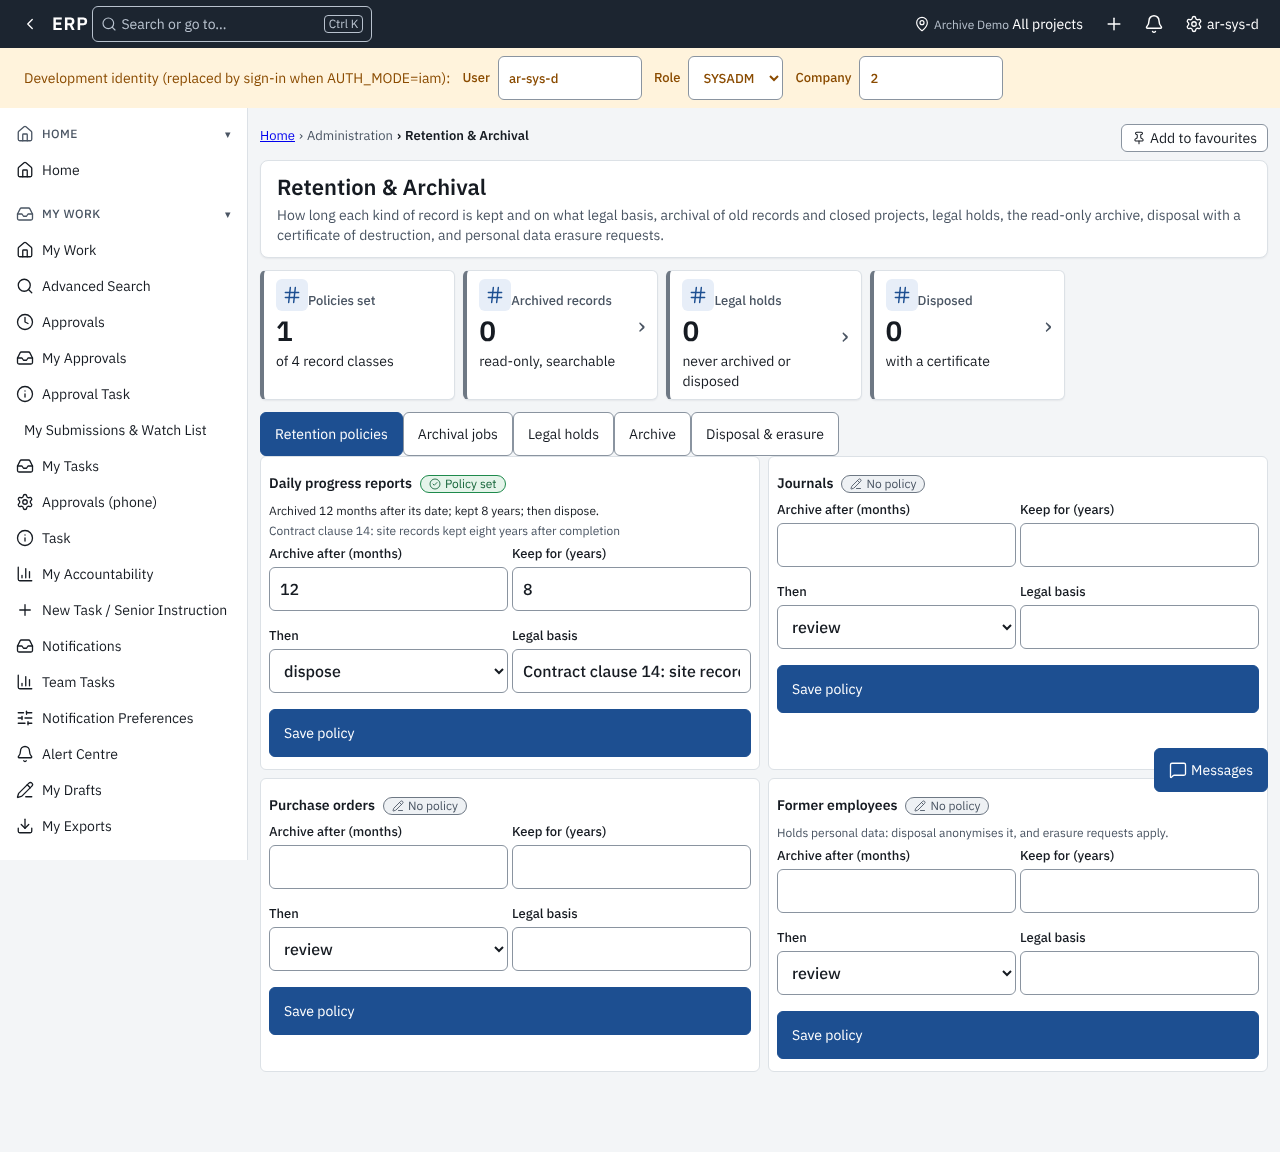 ERP
Search or go to...
Ctrl K
Archive Demo All projects
ar-sys-d
Development identity (replaced by sign-in when AUTH_MODE=iam):
User
ar-sys-d
Role
SYSADM
Company
2
HOME
Home
MY WORK
My Work
Advanced Search
Approvals
My Approvals
Approval Task
My Submissions & Watch List
My Tasks
Approvals (phone)
Task
My Accountability
New Task / Senior Instruction
Notifications
Team Tasks
Notification Preferences
Alert Centre
My Drafts
My Exports
Home › Administration › Retention & Archival
Add to favourites
Retention & Archival
How long each kind of record is kept and on what legal basis, archival of old records and closed projects, legal holds, the read-only archive, disposal with a
certificate of destruction, and personal data erasure requests.
# Policies set
1
of 4 record classes
# Archived records
0
read-only, searchable
# Legal holds
0
never archived or
disposed
# Disposed
0
with a certificate
Retention policies
Archival jobs
Legal holds
Archive
Disposal & erasure
Daily progress reports
Policy set
Archived 12 months after its date; kept 8 years; then dispose.
Contract clause 14: site records kept eight years after completion
Archive after (months)
Keep for (years)
12
8
Then
Legal basis
dispose
Contract clause 14: site recor
Save policy
Journals
No policy
Archive after (months)
Keep for (years)
Then
Legal basis
review
Save policy
Messages
Purchase orders
No policy
Archive after (months)
Keep for (years)
Then
Legal basis
review
Save policy
Former employees
No policy
Holds personal data: disposal anonymises it, and erasure requests apply.
Archive after (months)
Keep for (years)
Then
Legal basis
review
Save policy